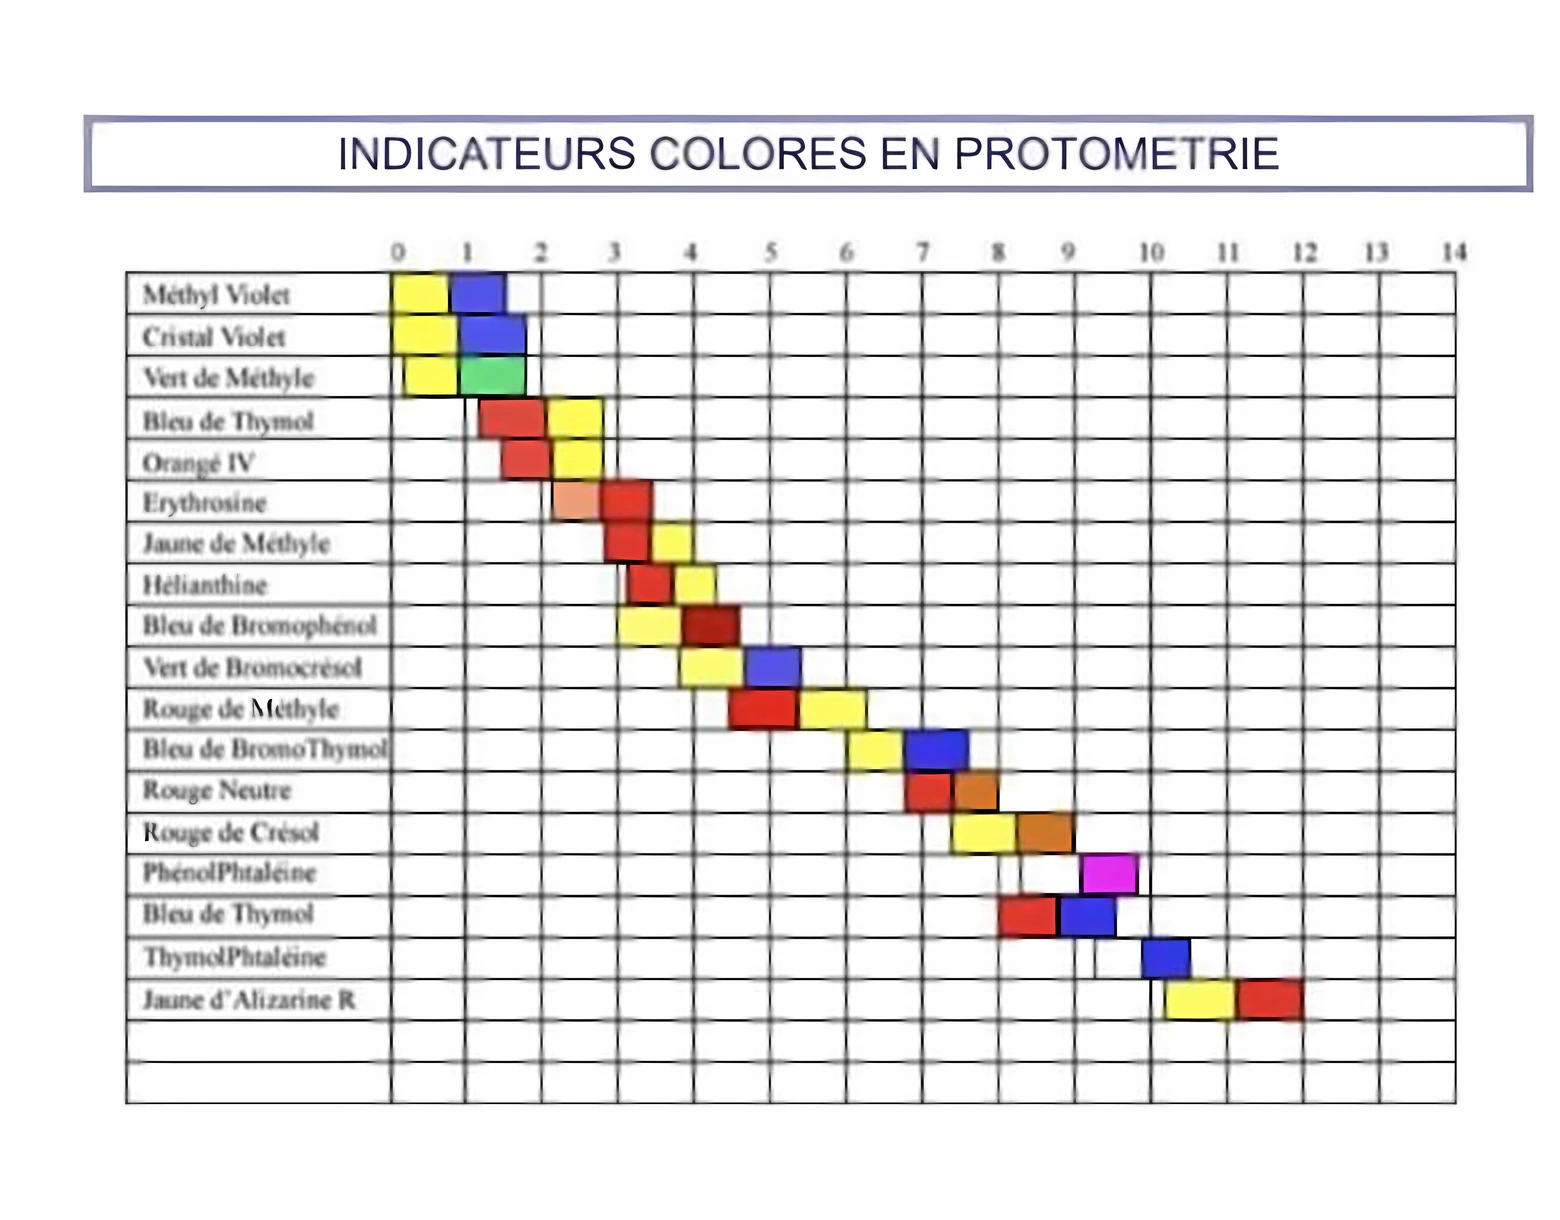 INDICATEURS COLORES EN PROTOMETRIE
0 1 2 3 4 5 6 7 8 9 10 11 12 13 14
Méthyl Violet
Cristal Violet
Vert de Méthyle
Bleu de Thymol
Orangé IV
Erythrosine
Jaune de Méthyle
Hélianthine
Bleu de Bromophénol
Vert de Bromocrésol
Rouge de Méthyle
Bleu de BromoThymol
Rouge Neutre
Rouge de Crésol
PhénolPhtaléine
Bleu de Thymol
ThymolPhtaléine
Jaune d'Alizarine R